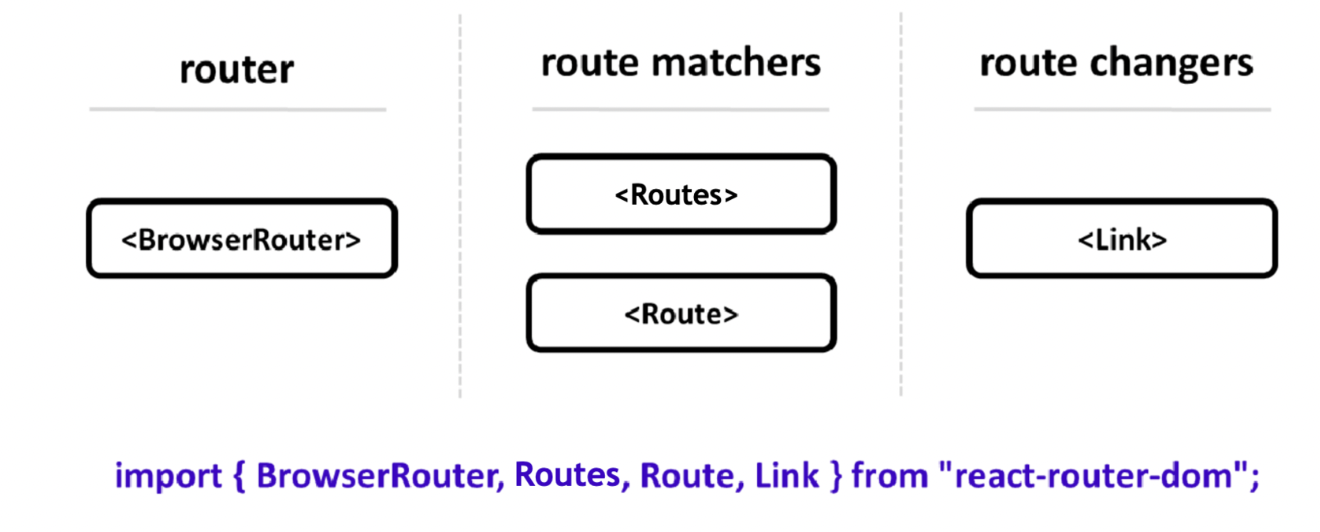 router
route matchers
route changers
<BrowserRouter>
<Routes>
<Route>
<Link>
import { BrowserRouter, Routes, Route, Link } from "react-router-dom";